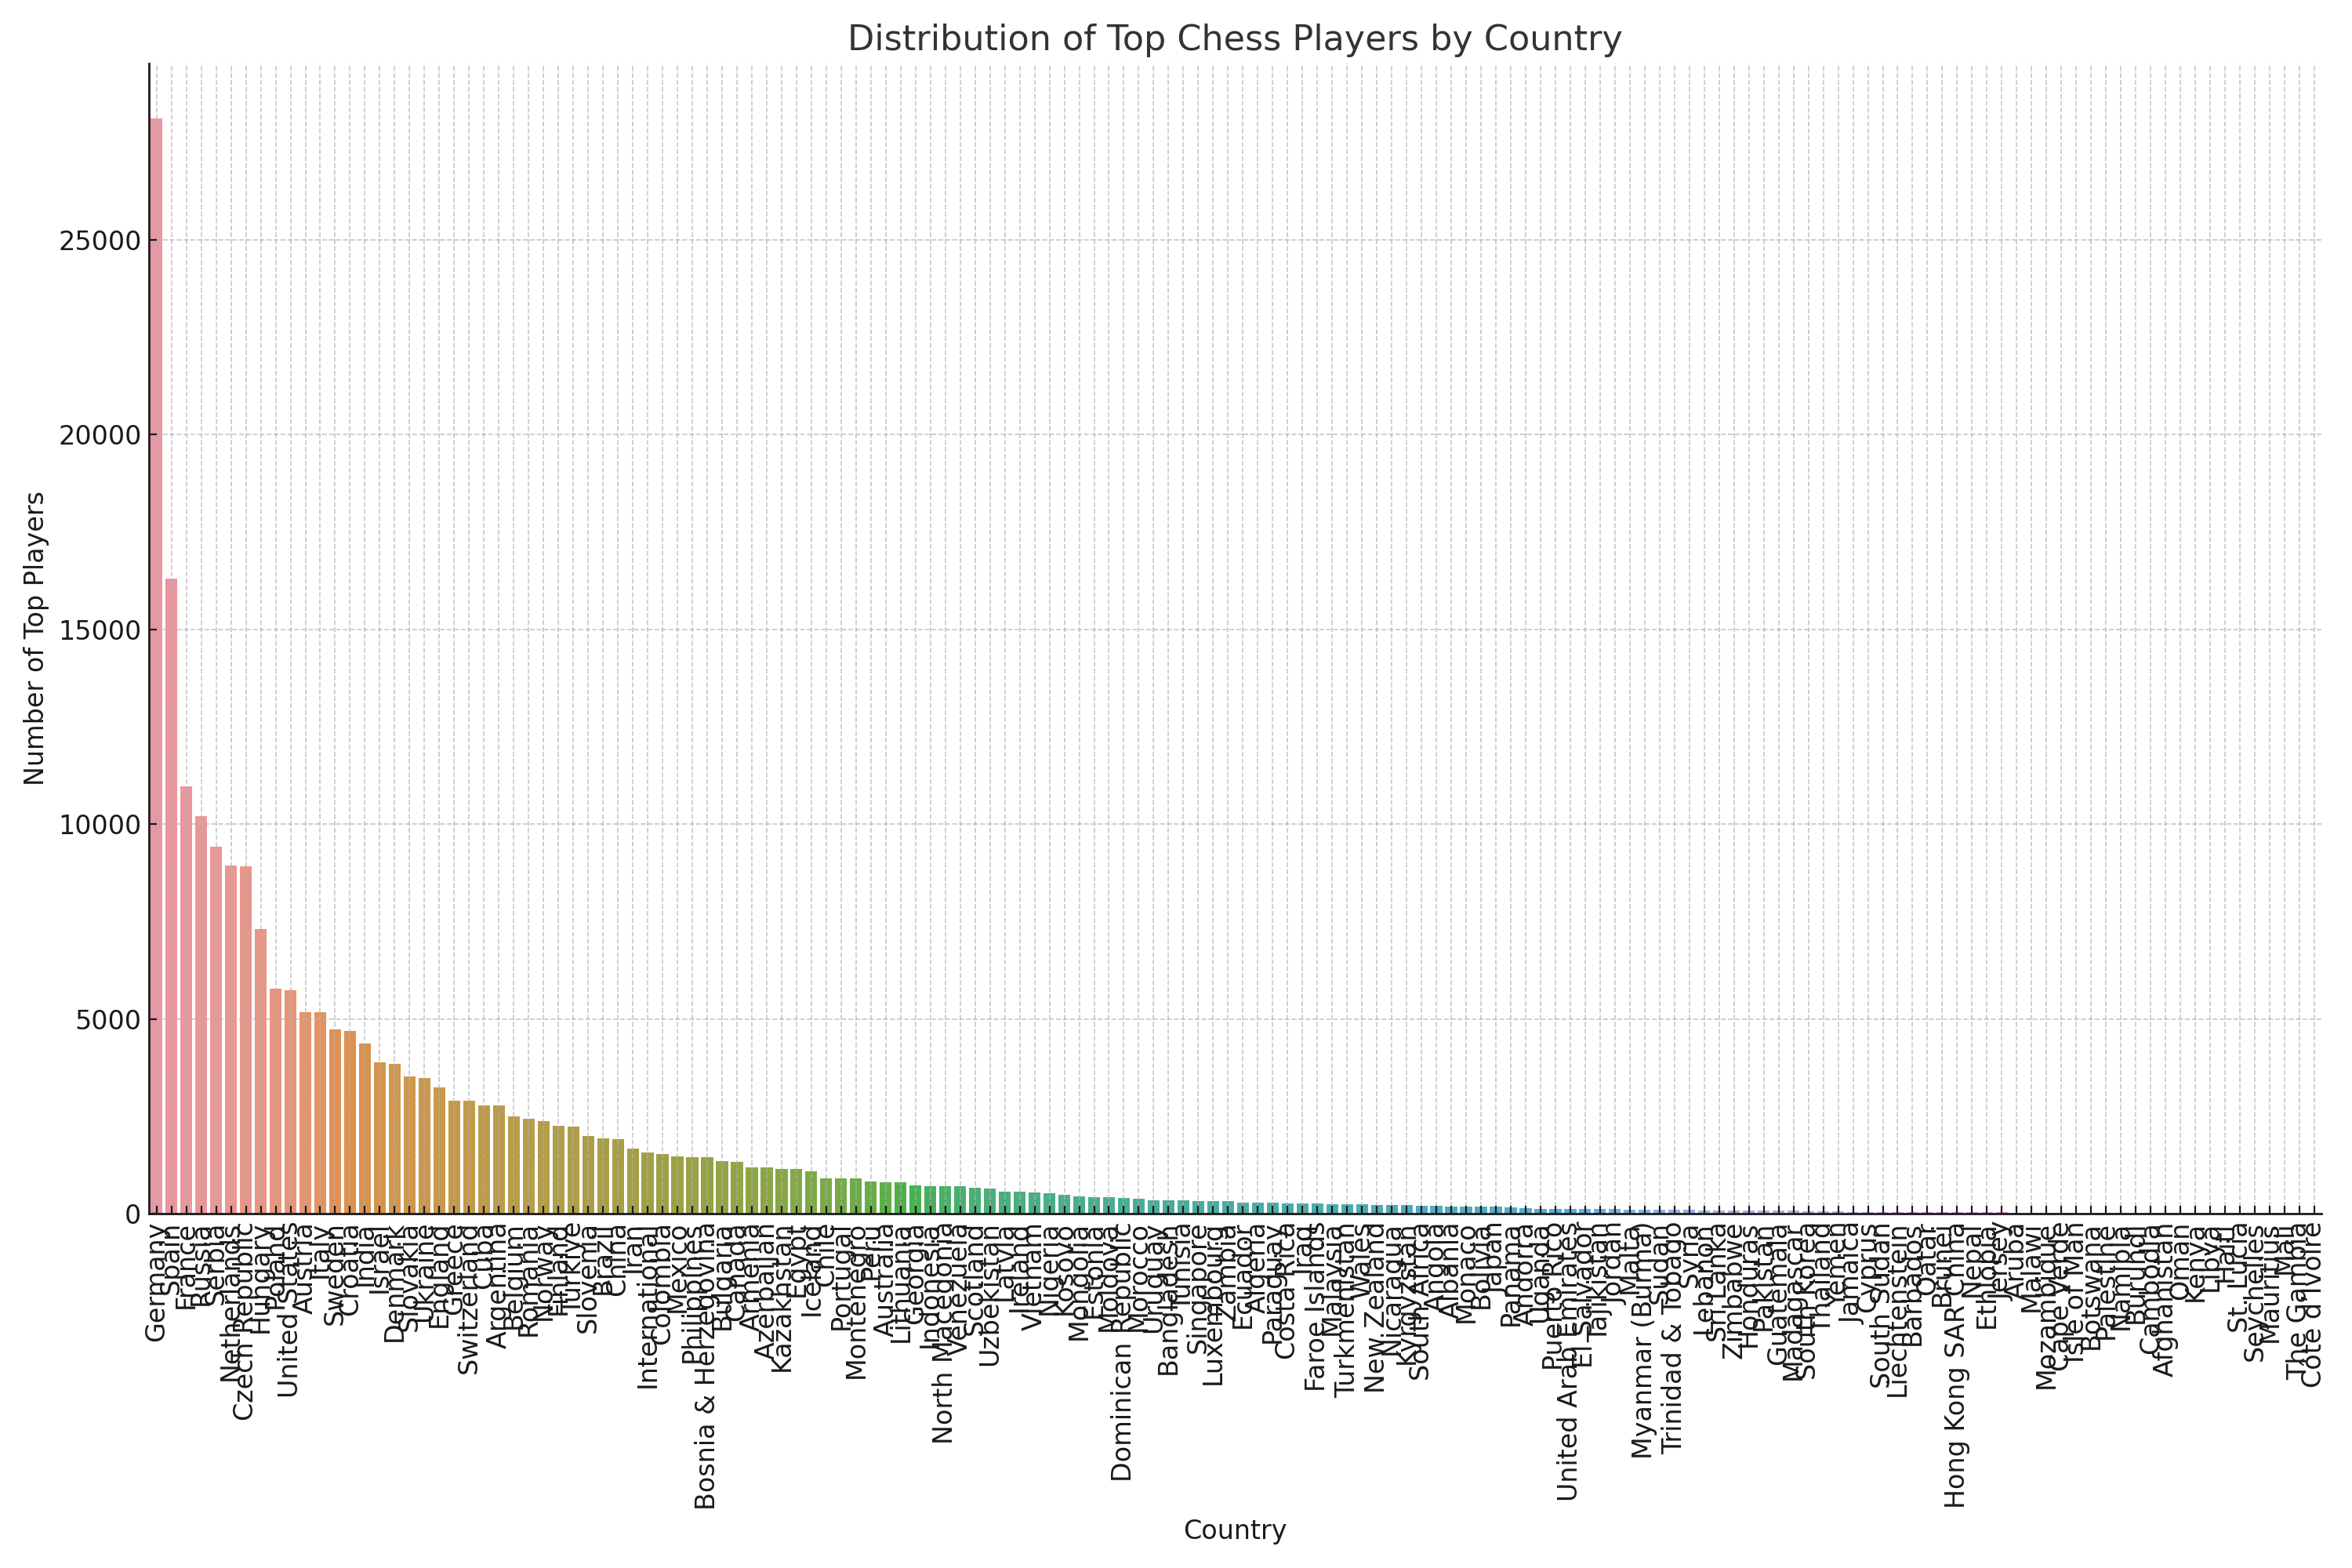 Distribution of Top Chess Players by Country
Number of Top Players
25000
20000
15000
10000
5000
0
Germany
Spain
France
Russia
Serbia
Netherlands
Czech Republic
Hungary
Poland
United States
Austria
Italy
Sweden
Croatia
India
Israel
Denmark
Slovakia
Ukraine
England
Greece
Switzerland
Cuba
Argentina
Belgium
Romania
Norway
Finland
Türkiye
Slovenia
Brazil
China
Iran
International
Colombia
Mexico
Philippines
Bosnia & Herzegovina
Bulgaria
Canada
Armenia
Azerbaijan
Kazakhstan
Egypt
Iceland
Chile
Portugal
Montenegro
Peru
Australia
Lithuania
Georgia
Indonesia
North Macedonia
Venezuela
Scotland
Uzbekistan
Latvia
Ireland
Vietnam
Nigeria
Kosovo
Mongolia
Estonia
Moldova
Dominican Republic
Morocco
Uruguay
Bangladesh
Tunisia
Singapore
Luxembourg
Zambia
Ecuador
Algeria
Paraguay
Costa Rica
Faroe Islands
Malaysia
Turkmenistan
Wales
New Zealand
Nicaragua
Kyrgyzstan
South Africa
Angola
Albania
Monaco
Bolivia
Japan
Panama
Andorra
Uganda
Puerto Rico
United Arab Emirates
El Salvador
Tajikistan
Jordan
Malta
Myanmar (Burma)
Sudan
Trinidad & Tobago
Syria
Lebanon
Sri Lanka
Zimbabwe
Honduras
Pakistan
Guatemala
Madagascar
South Korea
Thailand
Yemen
Jamaica
Cyprus
South Sudan
Liechtenstein
Barbados
Qatar
Brunei
Hong Kong SAR China
Nepal
Ethiopia
Jersey
Aruba
Malawi
Mozambique
Cape Verde
Isle of Man
Botswana
Palestine
Namibia
Burundi
Cambodia
Afghanistan
Oman
Kenya
Libya
Haiti
St. Lucia
Seychelles
Mauritius
Mali
The Gambia
Côte d'Ivoire
Country